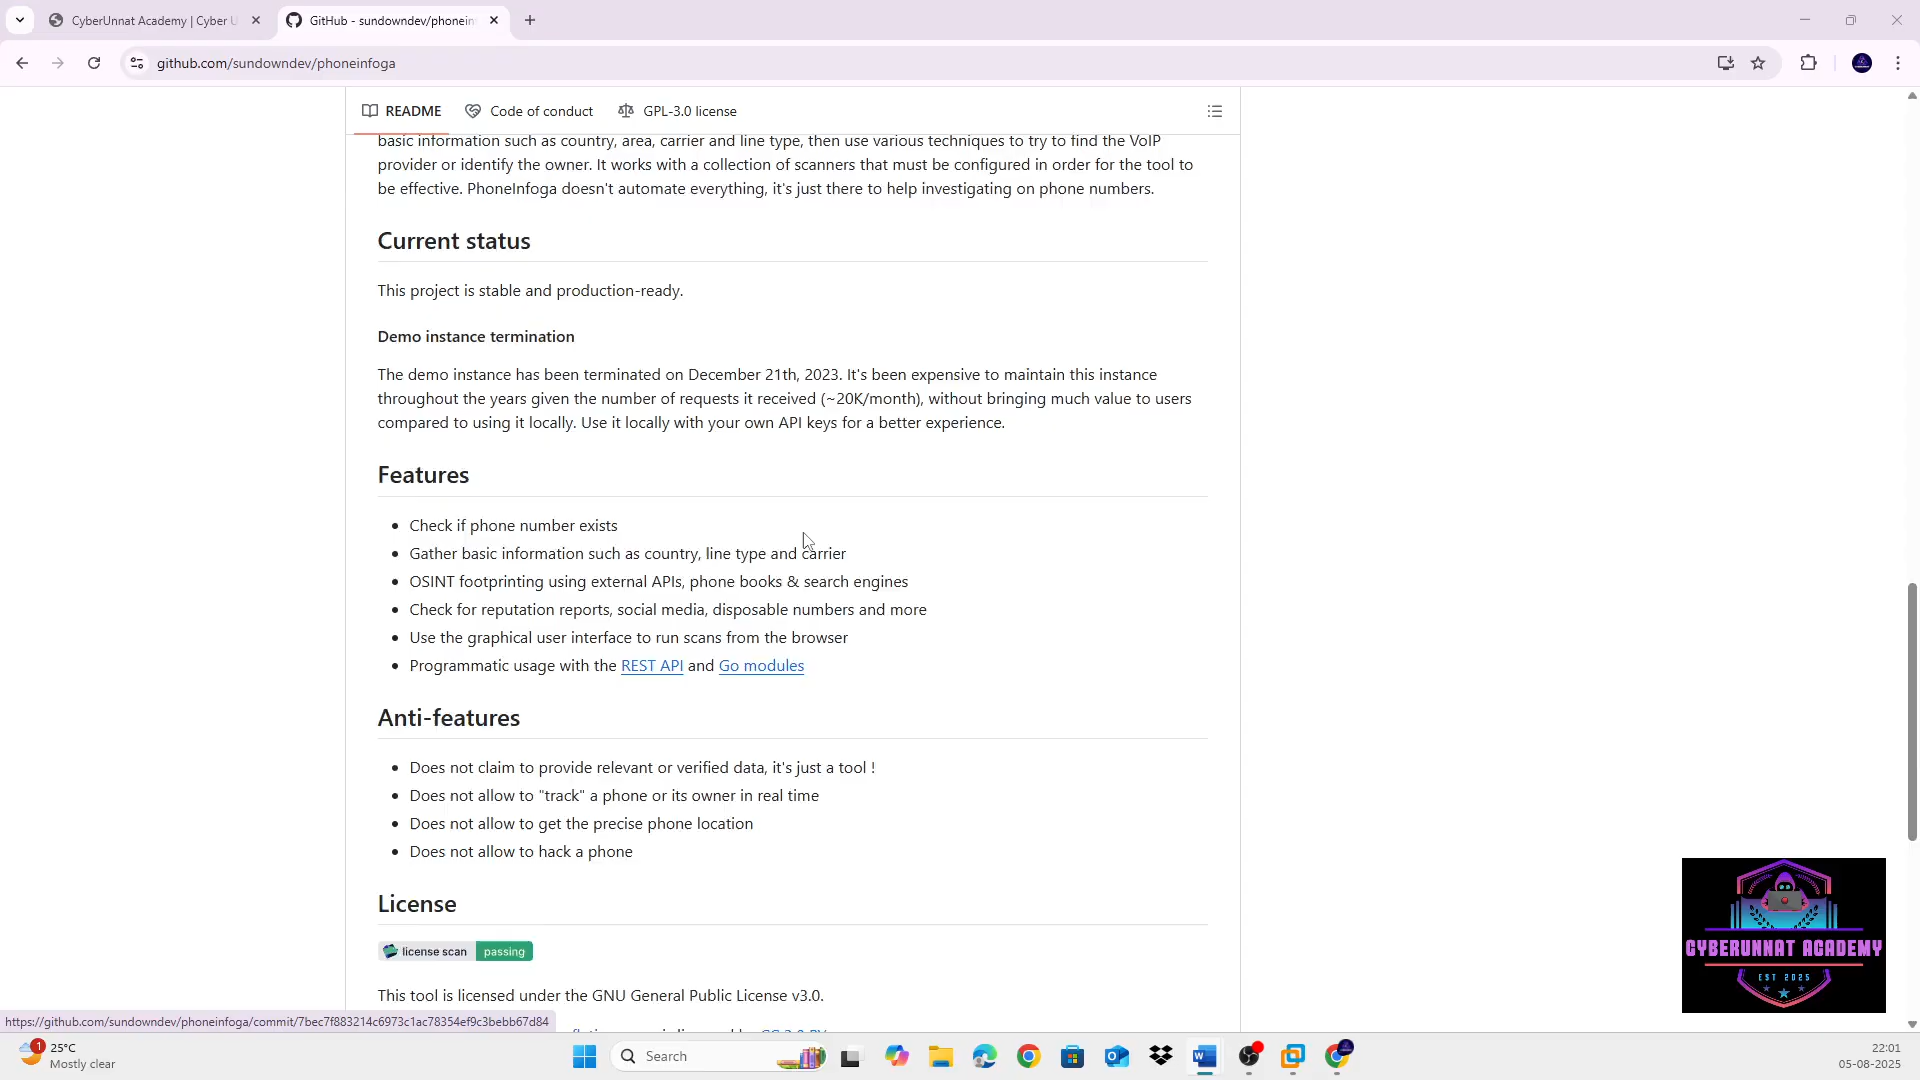 CyberUnnat Academy | Cyber U
GitHub - sundowndev/phonein
github.com/sundowndev/phoneinfoga
README
Code of conduct
GPL-3.0 license
basic information such as country, area, carrier and line type, then use various techniques to try to find the VoIP
provider or identify the owner. It works with a collection of scanners that must be configured in order for the tool to
be effective. PhoneInfoga doesn't automate everything, it's just there to help investigating on phone numbers.
Current status
This project is stable and production-ready.
Demo instance termination
The demo instance has been terminated on December 21th, 2023. It's been expensive to maintain this instance
throughout the years given the number of requests it received (~20K/month), without bringing much value to users
compared to using it locally. Use it locally with your own API keys for a better experience.
Features
Check if phone number exists
Gather basic information such as country, line type and carrier
OSINT footprinting using external APIs, phone books & search engines
Check for reputation reports, social media, disposable numbers and more
Use the graphical user interface to run scans from the browser
Programmatic usage with the REST API and Go modules
Anti-features
Does not claim to provide relevant or verified data, it's just a tool !
Does not allow to "track" a phone or its owner in real time
Does not allow to get the precise phone location
Does not allow to hack a phone
License
license scan passing
This tool is licensed under the GNU General Public License v3.0.
https://github.com/sundowndev/phoneinfoga/commit/7bec7f883214c6973c1ac78354ef9c3bebb67d84
CYBERUNNAT ACADEMY
EST 2025
1
25°C
Mostly clear
Search
22:01
05-08-2025